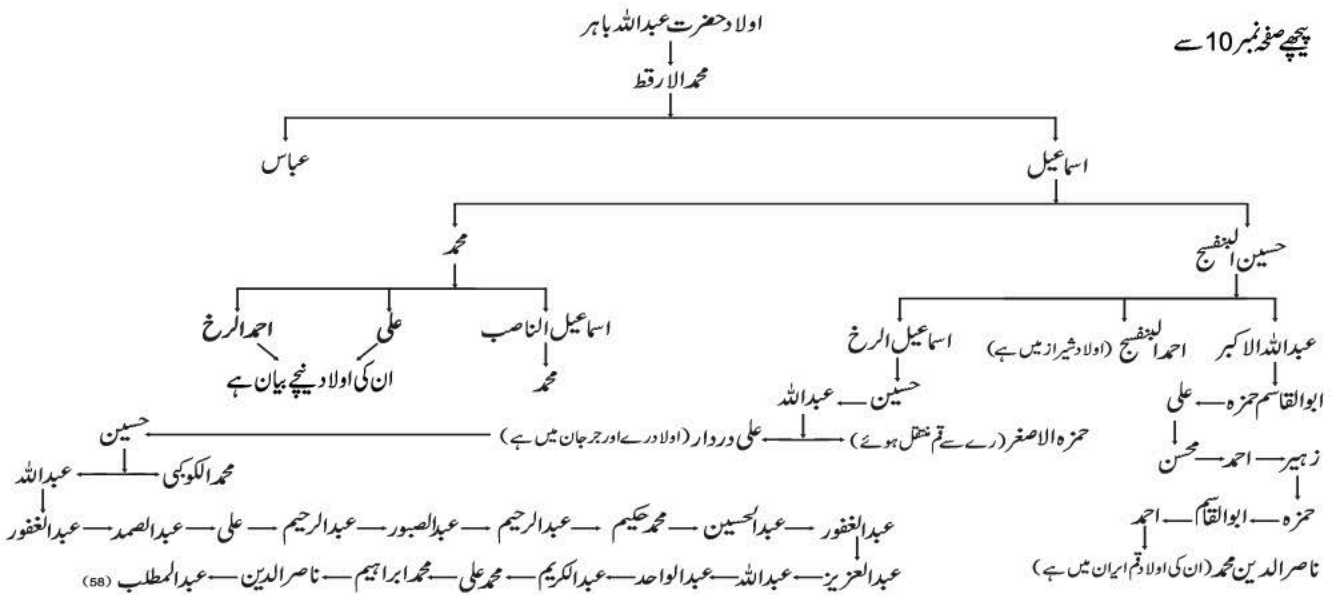 پیچھے صفحہ نمبر 10 سے
اولاد حضرت عبداللہ باہر
محمد الارقط
اسماعیل عباس
حسین البنفسج محمد
عبداللہ الاکبر احمد البنفسج (اولاد شیراز میں ہے) اسماعیل الرخ اسماعیل الناصب علی احمد الرخ
ابوالقاسم حمزہ علی حسین عبداللہ محمد ان کی اولاد نیچے بیان ہے
حمزہ الاصغر (رے سے قم منتقل ہوئے) علی دردار (اولاد رے اور جرجان میں ہے) حسین
زہیر احمد محسن محمد الکوکبی عبداللہ
حمزہ ابوالقاسم احمد عبدالغفور عبدالحسین محمد حکیم عبدالرحیم عبدالصبور عبدالرحیم علی عبدالصمد عبدالغفور
ناصر الدین محمد (ان کی اولاد قم ایران میں ہے) عبدالعزیز عبداللہ عبدالواحد عبدالکریم محمد علی محمد ابراہیم ناصر الدین عبدالمطلب (58)